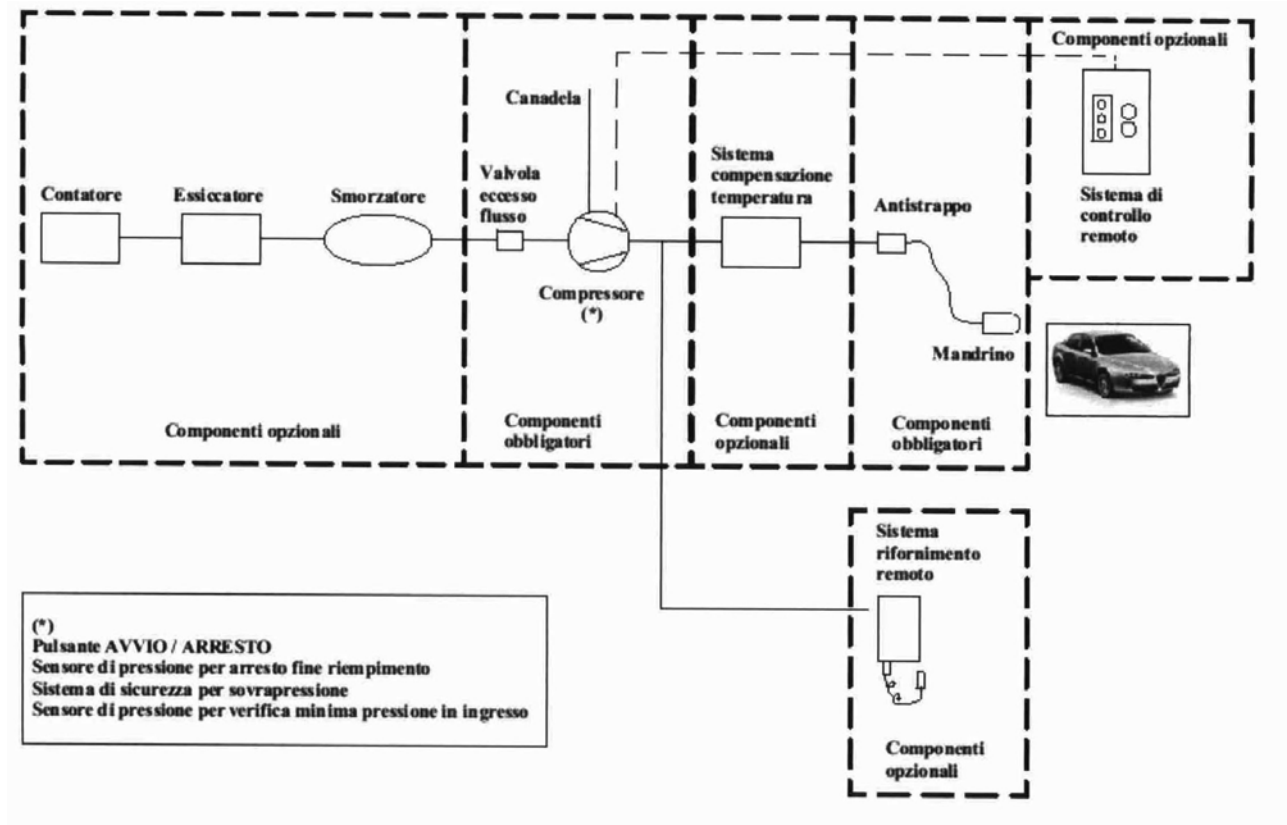 Componenti opzionali
Canadela
Valvola
eccesso
flusso
Sistema
compensazione
temperatura
Contatore
Essiccatore
Smorzatore
Antistrappo
Sistema di
controllo
remoto
Compressore
(*)
Mandrino
Componenti opzionali
Componenti
obbligatori
Componenti
opzionali
Componenti
obbligatori
Sistema
rifornimento
remoto
(*)
Pulsante AVVIO / ARRESTO
Sensore di pressione per arresto fine riempimento
Sistema di sicurezza per sovrapressione
Sensore di pressione per verifica minima pressione in ingresso
Componenti
opzionali